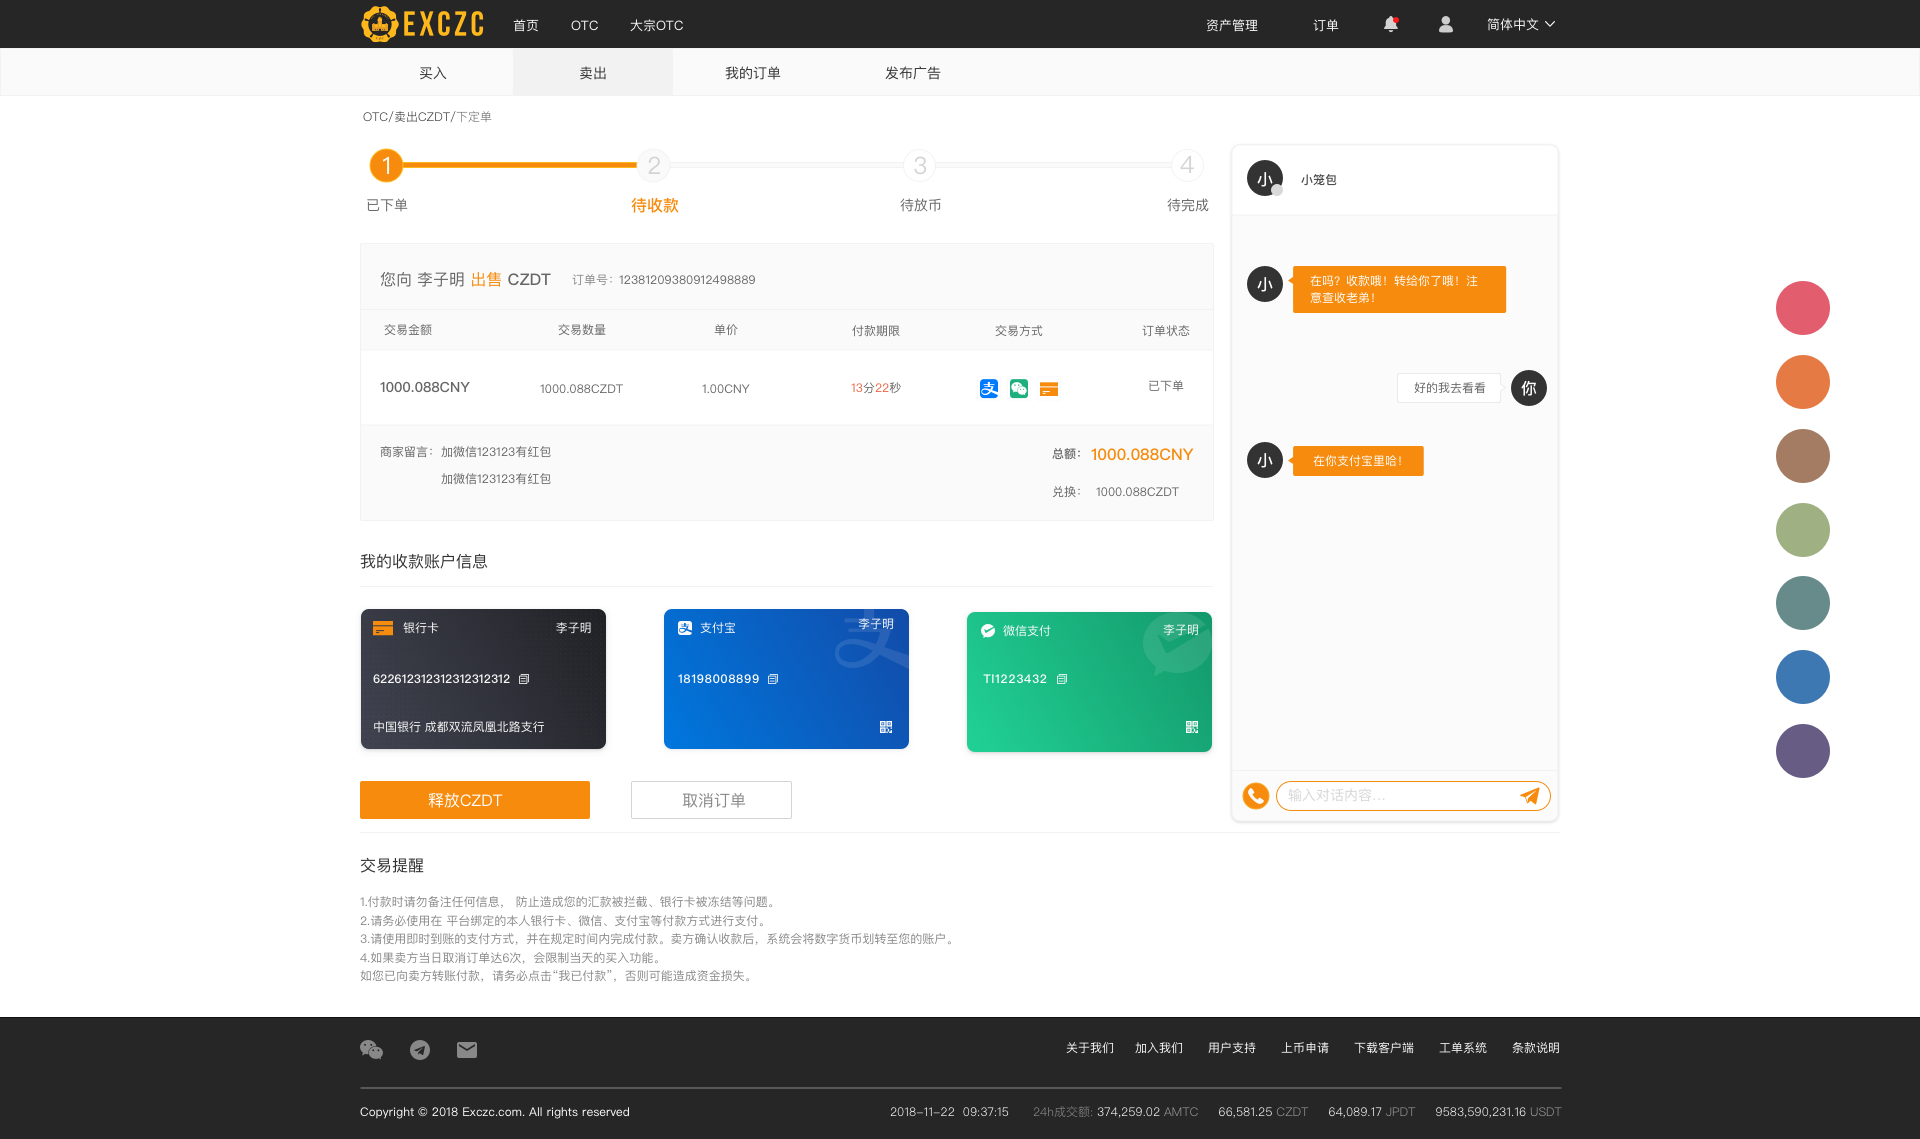 EXCZC 首页 OTC 大宗OTC 资产管理 订单 简体中文
买入 卖出 我的订单 发布广告
OTC/卖出CZDT/下定单
1 2 3 4
已下单 待收款 待放币 待完成
您向 李子明 出售 CZDT 订单号：12381209380912498889
交易金额 交易数量 单价 付款期限 交易方式 订单状态
1000.088CNY 1000.088CZDT 1.00CNY 13分22秒 支 已下单
商家留言：加微信123123有红包
加微信123123有红包
总额： 1000.088CNY
兑换： 1000.088CZDT
我的收款账户信息
银行卡 李子明
622612312312312312312
中国银行 成都双流凤凰北路支行
支 支付宝 李子明
支
18198008899
微信支付 李子明
TI1223432
释放CZDT 取消订单
小 小笼包
小 在吗？收款哦！转给你了哦！注
意查收老弟！
好的我去看看 你
小 在你支付宝里哈！
输入对话内容...
交易提醒
1.付款时请勿备注任何信息， 防止造成您的汇款被拦截、银行卡被冻结等问题。
2.请务必使用在 平台绑定的本人银行卡、微信、支付宝等付款方式进行支付。
3.请使用即时到账的支付方式，并在规定时间内完成付款。卖方确认收款后，系统会将数字货币划转至您的账户。
4.如果卖方当日取消订单达6次，会限制当天的买入功能。
如您已向卖方转账付款，请务必点击“我已付款”，否则可能造成资金损失。
关于我们 加入我们 用户支持 上币申请 下载客户端 工单系统 条款说明
Copyright © 2018 Exczc.com. All rights reserved 2018-11-22 09:37:15 24h成交额: 374,259.02 AMTC 66,581.25 CZDT 64,089.17 JPDT 9583,590,231.16 USDT